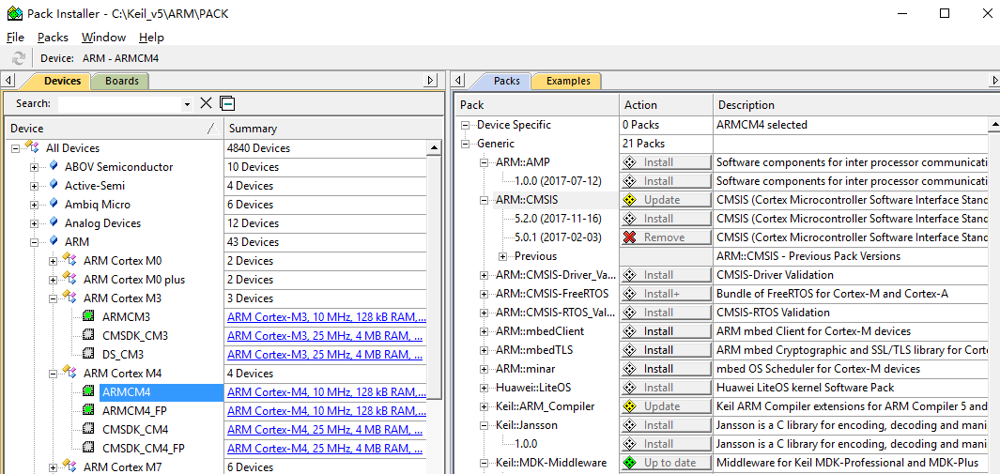 Pack Installer - C:\Keil_v5\ARM\PACK
File Packs Window Help
Device: ARM - ARMCM4
Devices Boards
Search:
Device Summary
All Devices 4840 Devices
ABOV Semiconductor 10 Devices
Active-Semi 4 Devices
Ambiq Micro 6 Devices
Analog Devices 12 Devices
ARM 43 Devices
ARM Cortex M0 2 Devices
ARM Cortex M0 plus 2 Devices
ARM Cortex M3 3 Devices
ARMCM3 ARM Cortex-M3, 10 MHz, 128 kB RAM,...
CMSDK_CM3 ARM Cortex-M3, 25 MHz, 4 MB RAM, ...
DS_CM3 ARM Cortex-M3, 25 MHz, 4 MB RAM, ...
ARM Cortex M4 4 Devices
ARMCM4 ARM Cortex-M4, 10 MHz, 128 kB RAM,...
ARMCM4_FP ARM Cortex-M4, 10 MHz, 128 kB RAM,...
CMSDK_CM4 ARM Cortex-M4, 25 MHz, 4 MB RAM, ...
CMSDK_CM4_FP ARM Cortex-M4, 25 MHz, 4 MB RAM, ...
ARM Cortex M7 6 Devices
Packs Examples
Pack Action Description
Device Specific 0 Packs ARMCM4 selected
Generic 21 Packs
ARM::AMP Install Software components for inter processor communicati
1.0.0 (2017-07-12) Install Software components for inter processor communicati
ARM::CMSIS Update CMSIS (Cortex Microcontroller Software Interface Stand
5.2.0 (2017-11-16) Install CMSIS (Cortex Microcontroller Software Interface Stand
5.0.1 (2017-02-03) Remove CMSIS (Cortex Microcontroller Software Interface Stand
Previous ARM::CMSIS - Previous Pack Versions
ARM::CMSIS-Driver_Va... Install CMSIS-Driver Validation
ARM::CMSIS-FreeRTOS Install+ Bundle of FreeRTOS for Cortex-M and Cortex-A
ARM::CMSIS-RTOS_Val... Install CMSIS-RTOS Validation
ARM::mbedClient Install ARM mbed Client for Cortex-M devices
ARM::mbedTLS Install ARM mbed Cryptographic and SSL/TLS library for Corte
ARM::minar Install mbed OS Scheduler for Cortex-M devices
Huawei::LiteOS Install Huawei LiteOS kernel Software Pack
Keil::ARM_Compiler Update Keil ARM Compiler extensions for ARM Compiler 5 and
Keil::Jansson Install Jansson is a C library for encoding, decoding and mani
1.0.0 Install Jansson is a C library for encoding, decoding and mani
Keil::MDK-Middleware Up to date Middleware for Keil MDK-Professional and MDK-Plus